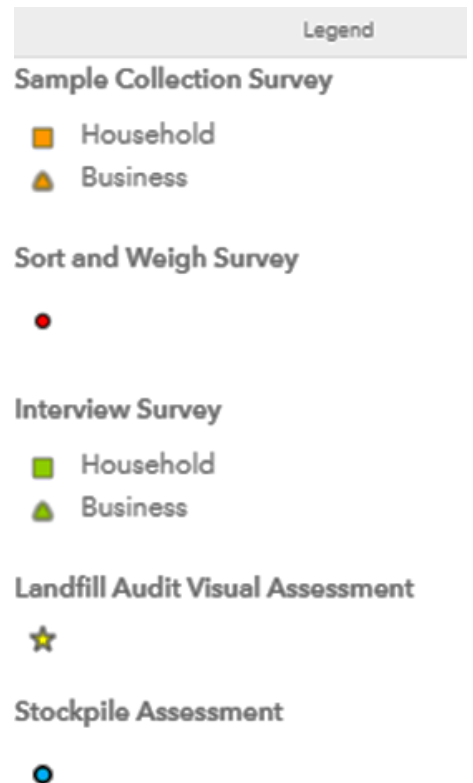 Legend
Sample Collection Survey
Household
Business
Sort and Weigh Survey
Interview Survey
Household
Business
Landfill Audit Visual Assessment
Stockpile Assessment